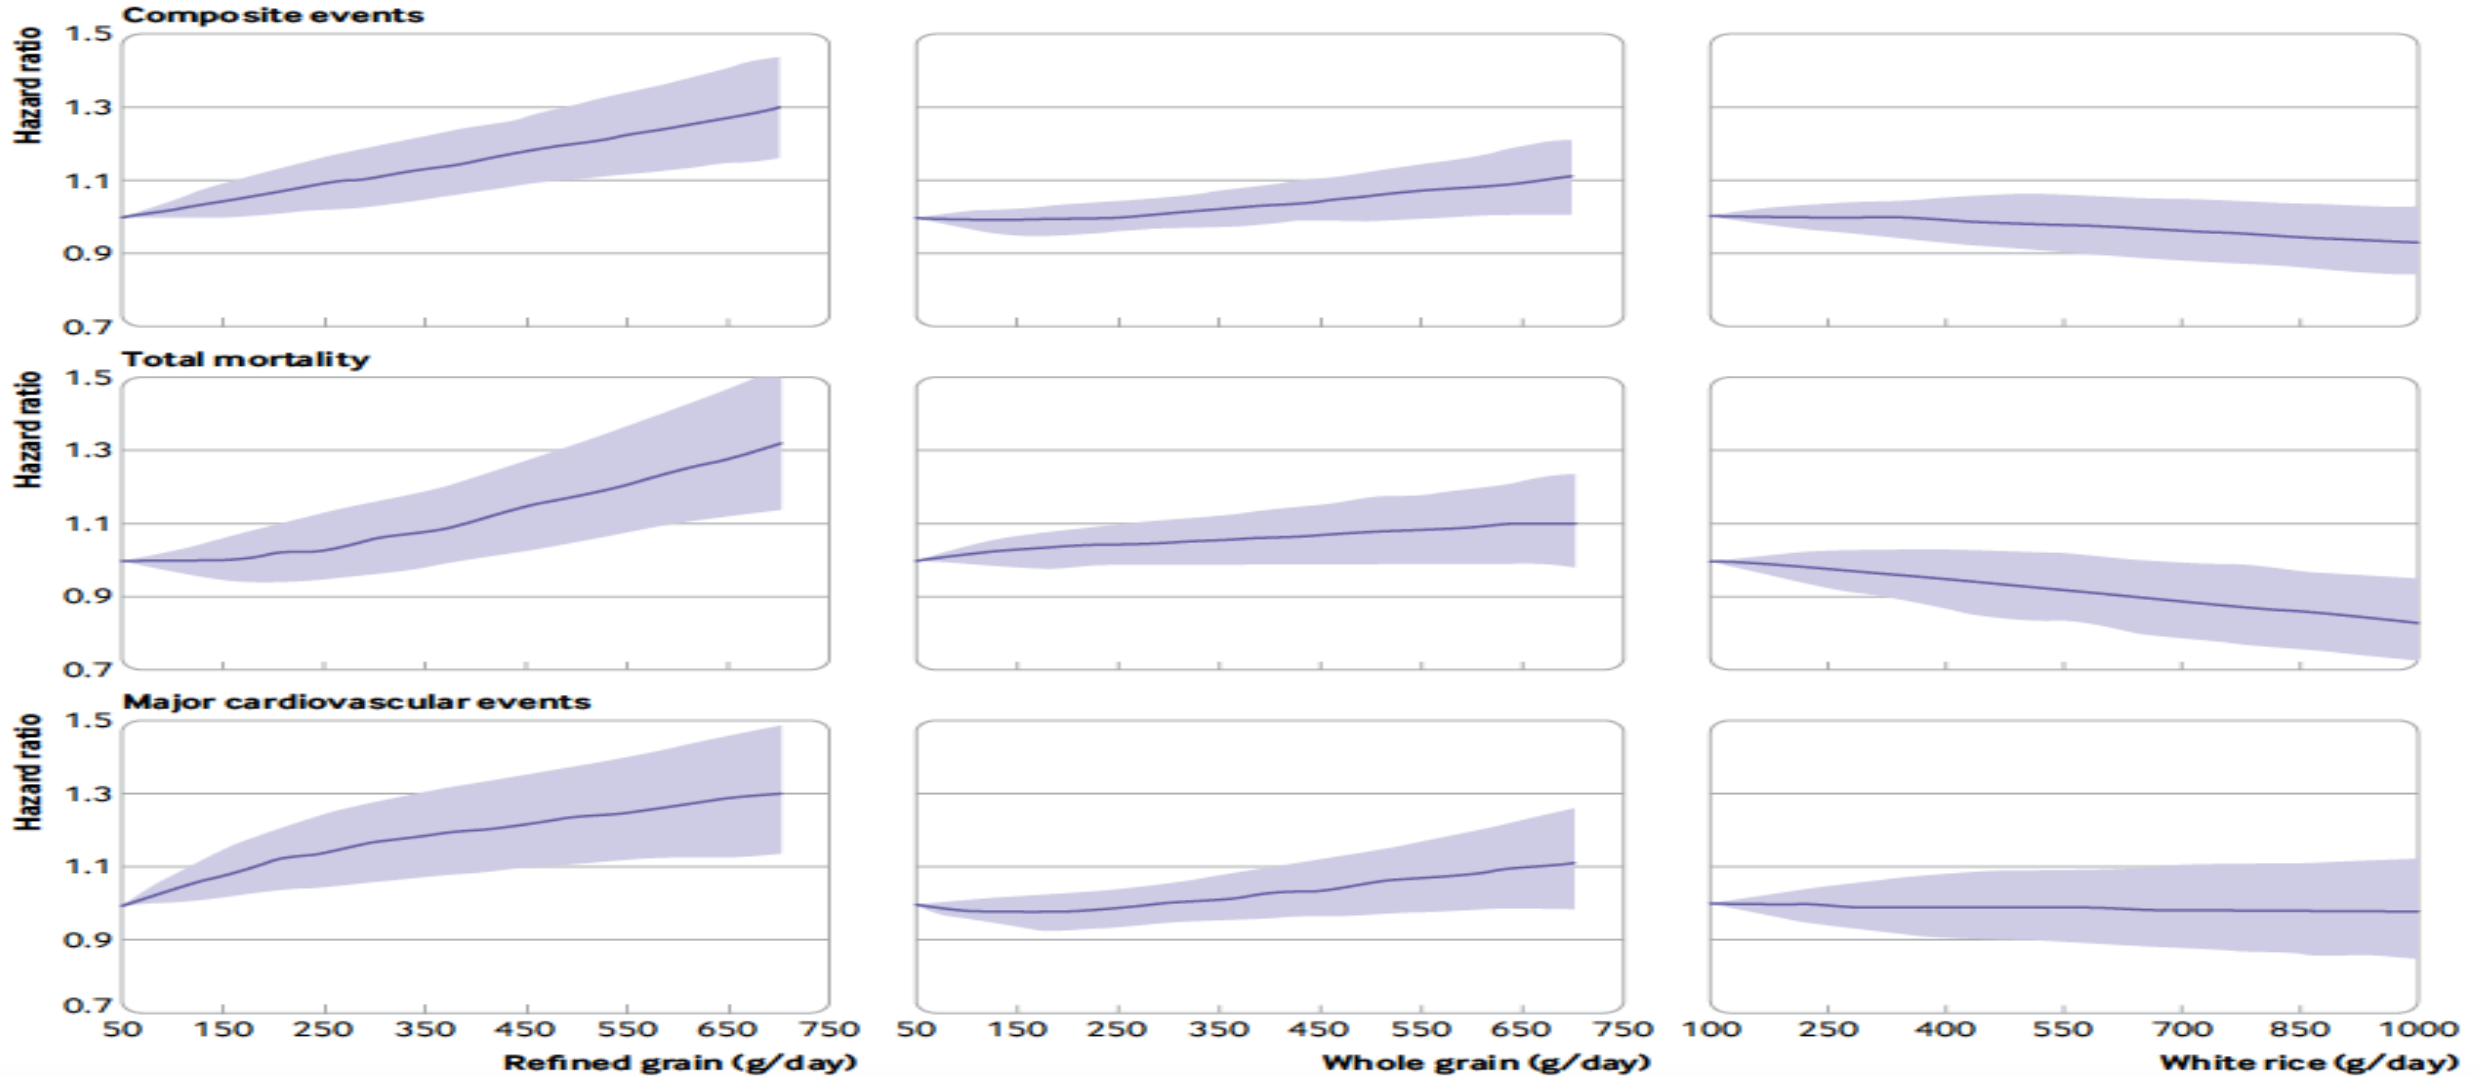 Composite events
Hazard ratio
1.5
1.3
1.1
0.9
0.7
Total mortality
Hazard ratio
1.5
1.3
1.1
0.9
0.7
Major cardiovascular events
Hazard ratio
1.5
1.3
1.1
0.9
0.7
50 150 250 350 450 550 650 750 50 150 250 350 450 550 650 750 100 250 400 550 700 850 1000
Refined grain (g/day) Whole grain (g/day) White rice (g/day)